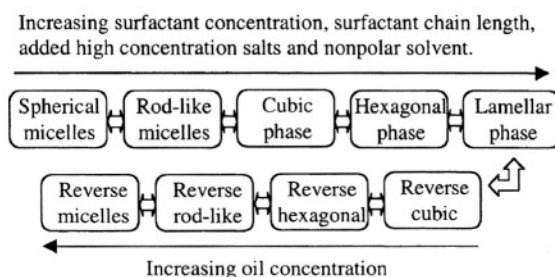 Increasing surfactant concentration, surfactant chain length,
added high concentration salts and nonpolar solvent.
Spherical micelles
Rod-like micelles
Cubic phase
Hexagonal phase
Lamellar phase
Reverse micelles
Reverse rod-like
Reverse hexagonal
Reverse cubic
Increasing oil concentration